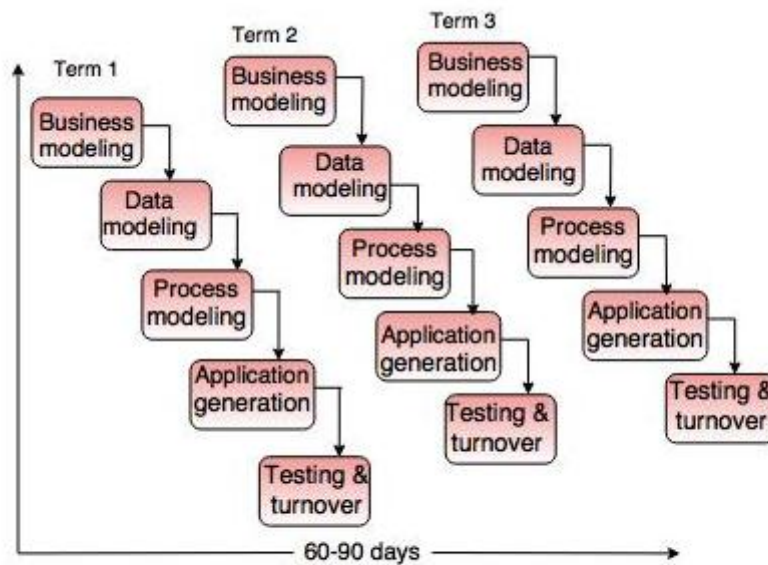 Term 1
Business
modeling
Data
modeling
Process
modeling
Application
generation
Testing &
turnover
Term 2
Business
modeling
Data
modeling
Process
modeling
Application
generation
Testing &
turnover
Term 3
Business
modeling
Data
modeling
Process
modeling
Application
generation
Testing &
turnover
60-90 days